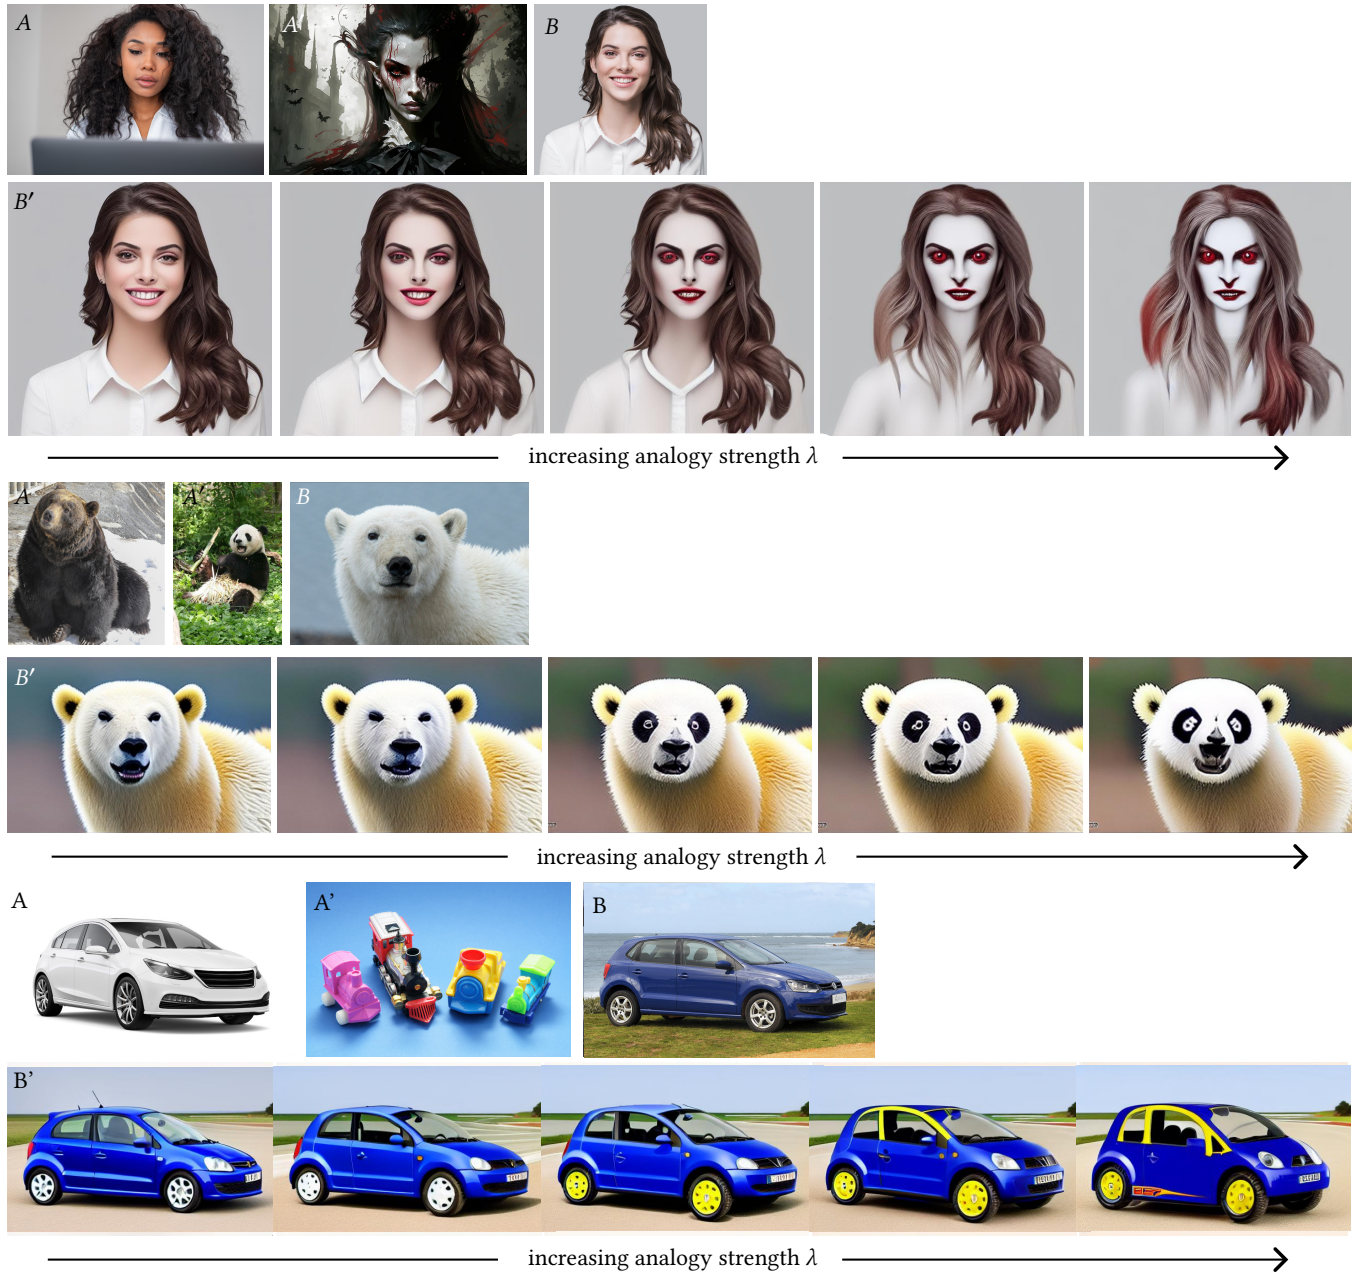 A
A′
B
B′
increasing analogy strength λ
A
A′
B
B′
increasing analogy strength λ
A
A’
B
B’
increasing analogy strength λ